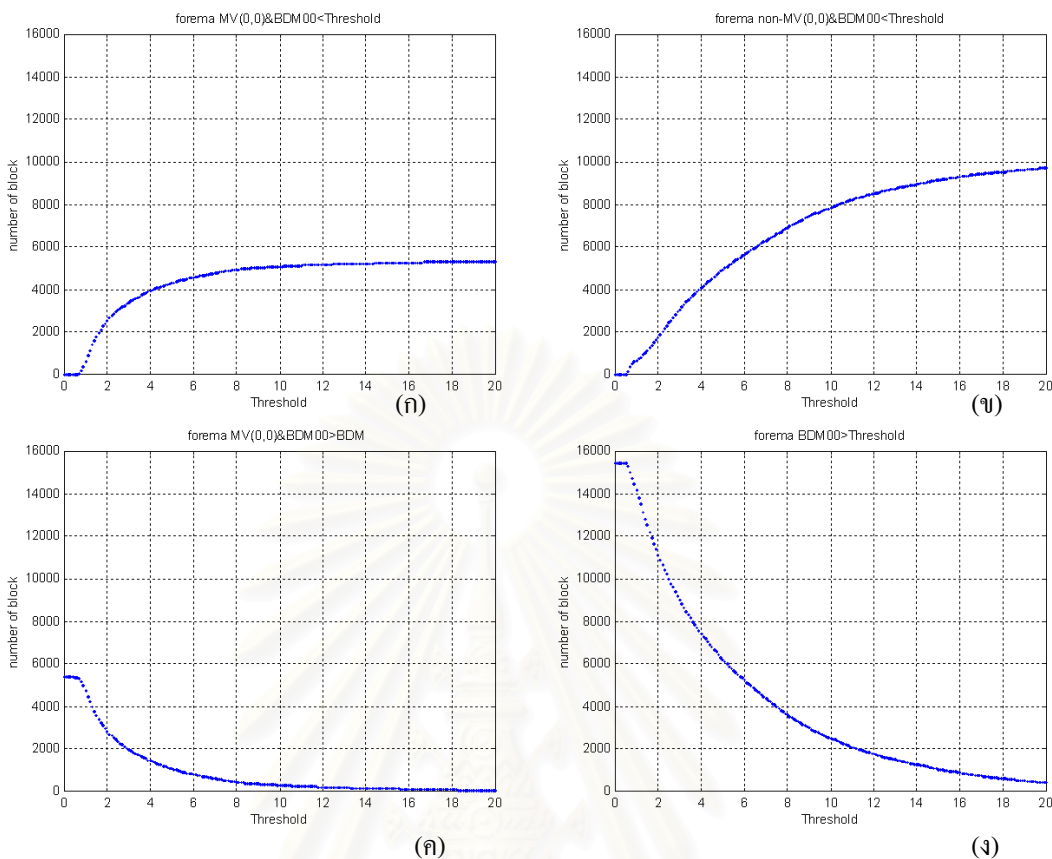 forema MV(0,0)&BDM00<Threshold
16000
14000
12000
10000
8000
6000
4000
2000
0
number of block
0 2 4 6 8 10 12 14 16 18 20
Threshold
(ก)
forema non-MV(0,0)&BDM00<Threshold
16000
14000
12000
10000
8000
6000
4000
2000
0
number of block
0 2 4 6 8 10 12 14 16 18 20
Threshold
(ข)
forema MV(0,0)&BDM00>BDM
16000
14000
12000
10000
8000
6000
4000
2000
0
number of block
0 2 4 6 8 10 12 14 16 18 20
Threshold
(ค)
forema BDM00>Threshold
16000
14000
12000
10000
8000
6000
4000
2000
0
number of block
0 2 4 6 8 10 12 14 16 18 20
Threshold
(ง)